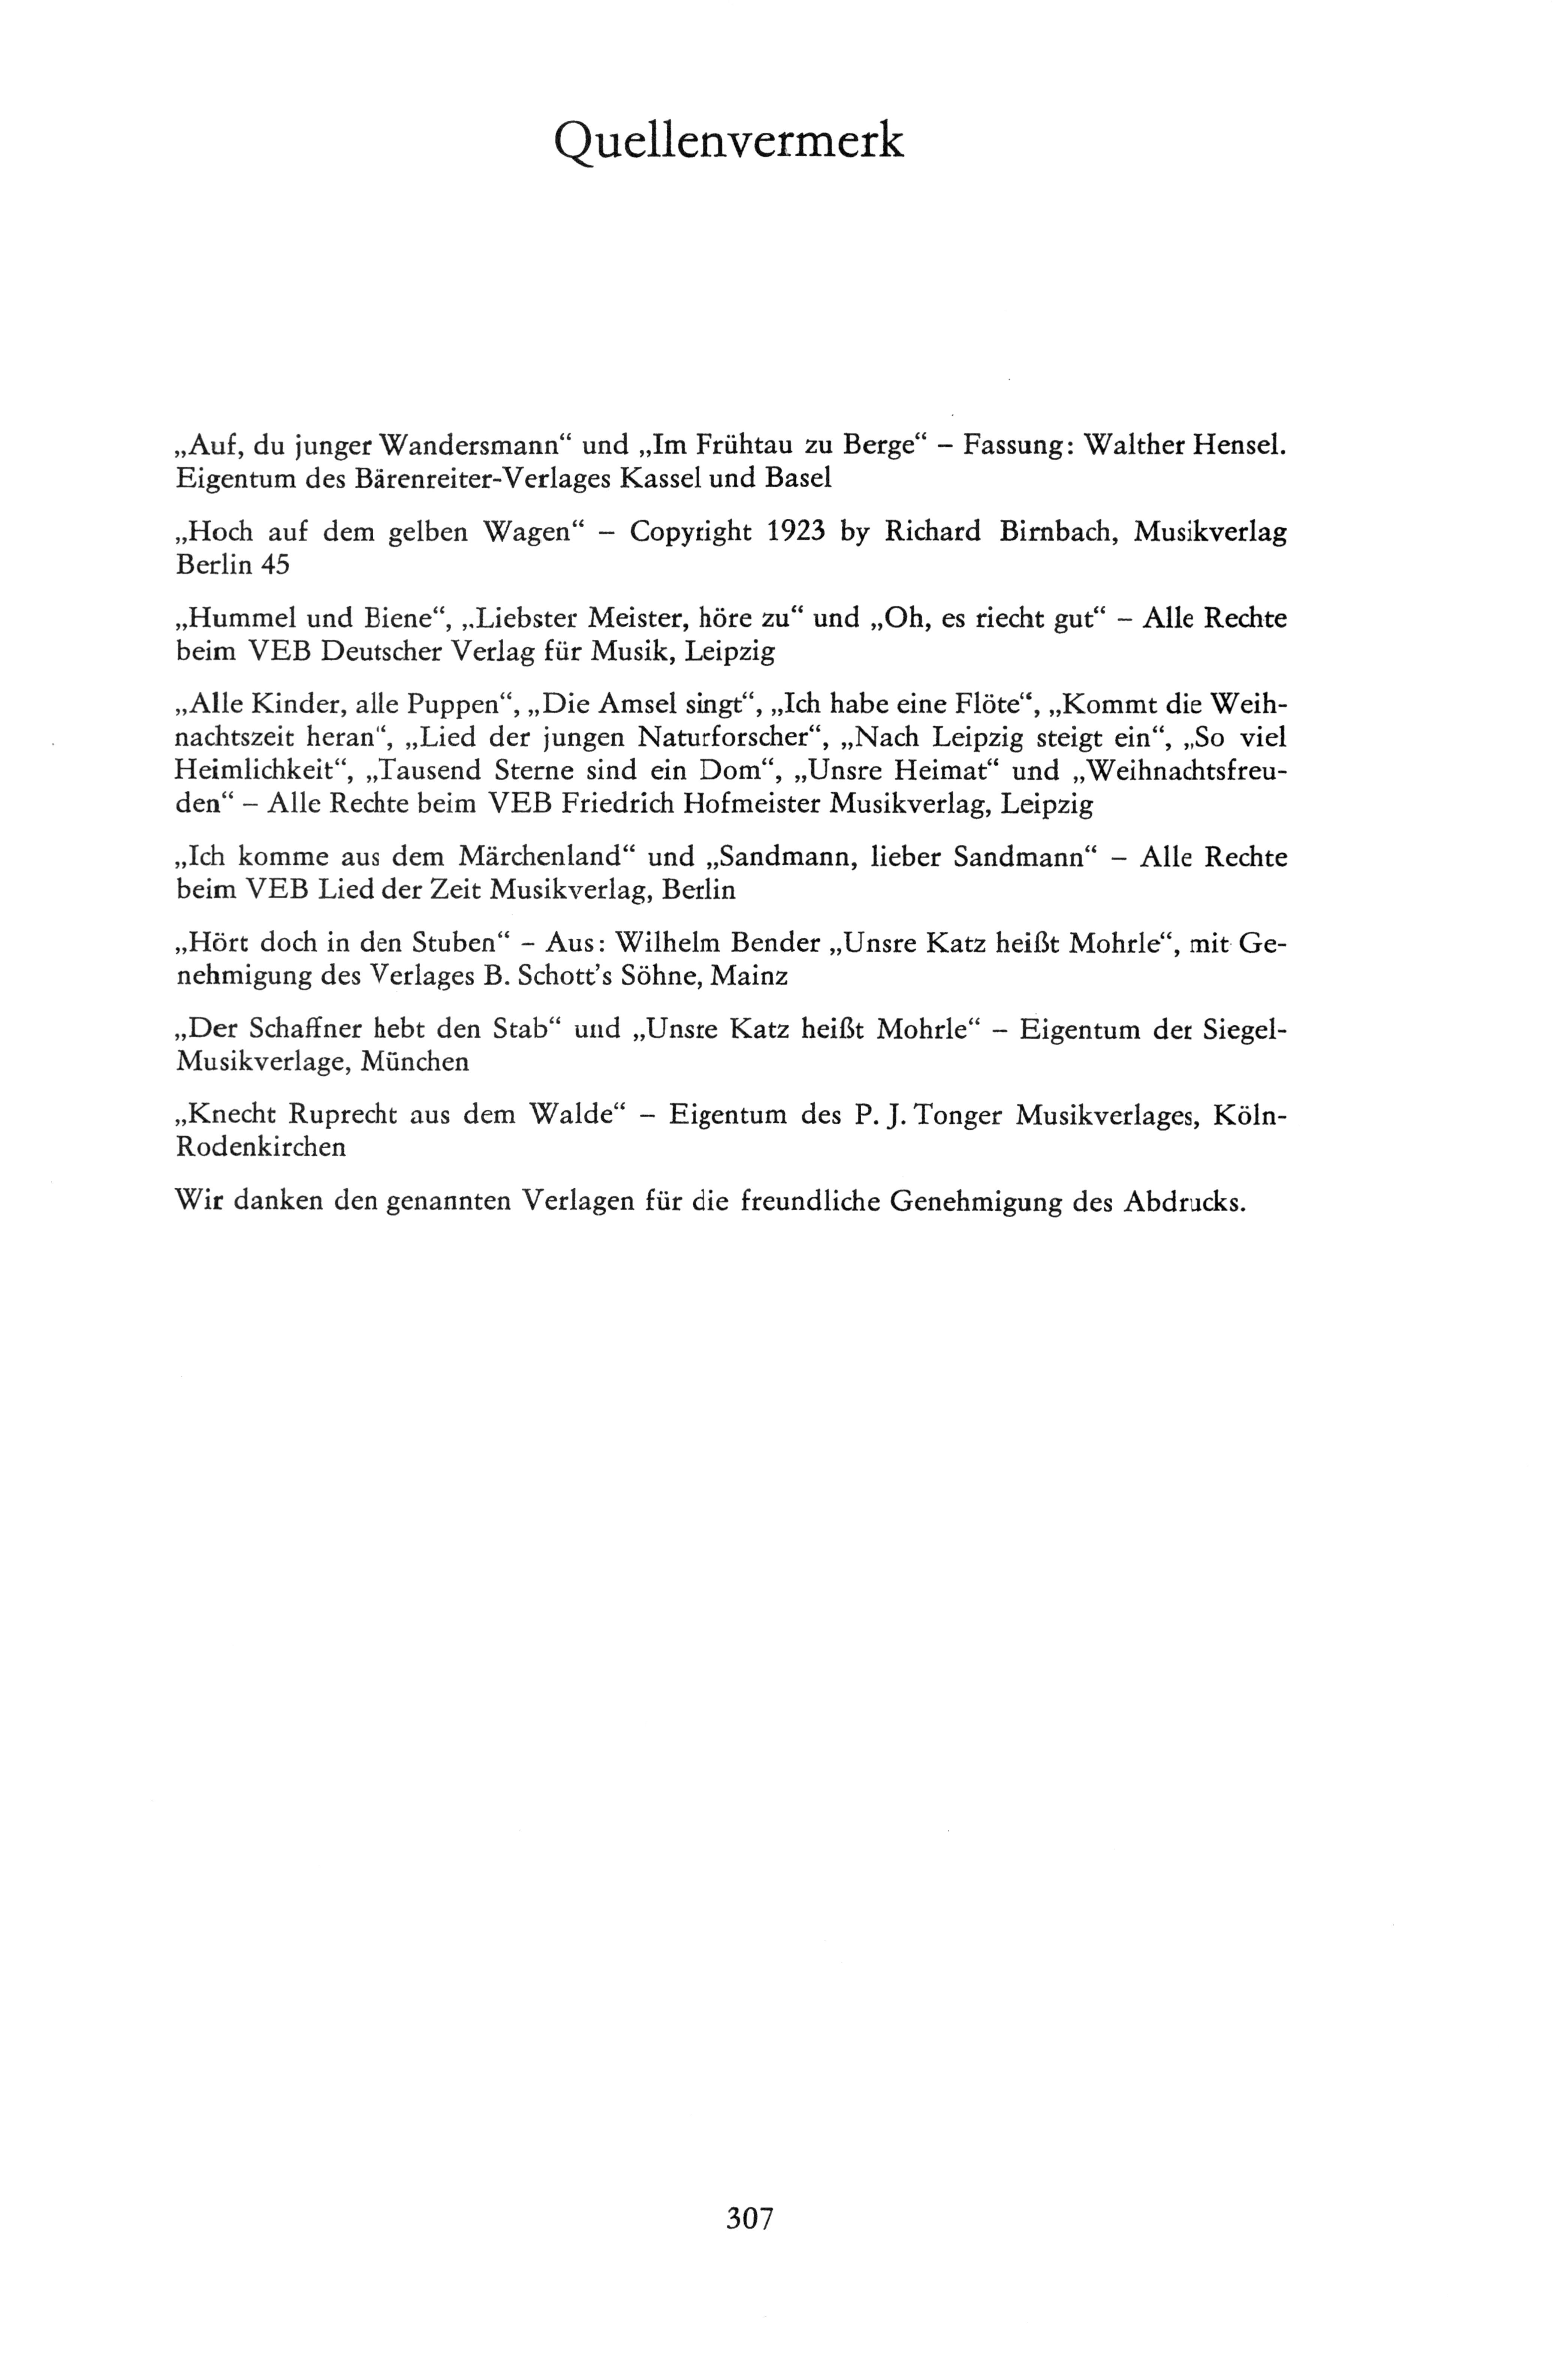 Quellenvermerk
„Auf, du junger Wandersmann“ und „Im Frühtau zu Berge“ – Fassung: Walther Hensel.
Eigentum des Bärenreiter-Verlages Kassel und Basel
„Hoch auf dem gelben Wagen“ – Copyright 1923 by Richard Birnbach, Musikverlag
Berlin 45
„Hummel und Biene“, „Liebster Meister, höre zu“ und „Oh, es riecht gut“ – Alle Rechte
beim VEB Deutscher Verlag für Musik, Leipzig
„Alle Kinder, alle Puppen“, „Die Amsel singt“, „Ich habe eine Flöte“, „Kommt die Weih-
nachtszeit heran“, „Lied der jungen Naturforscher“, „Nach Leipzig steigt ein“, „So viel
Heimlichkeit“, „Tausend Sterne sind ein Dom“, „Unsre Heimat“ und „Weihnachtsfreu-
den“ – Alle Rechte beim VEB Friedrich Hofmeister Musikverlag, Leipzig
„Ich komme aus dem Märchenland“ und „Sandmann, lieber Sandmann“ – Alle Rechte
beim VEB Lied der Zeit Musikverlag, Berlin
„Hört doch in den Stuben“ – Aus: Wilhelm Bender „Unsre Katz heißt Mohrle“, mit Ge-
nehmigung des Verlages B. Schott’s Söhne, Mainz
„Der Schaffner hebt den Stab“ und „Unsre Katz heißt Mohrle“ – Eigentum der Siegel-
Musikverlage, München
„Knecht Ruprecht aus dem Walde“ – Eigentum des P. J. Tonger Musikverlages, Köln-
Rodenkirchen
Wir danken den genannten Verlagen für die freundliche Genehmigung des Abdrucks.
307